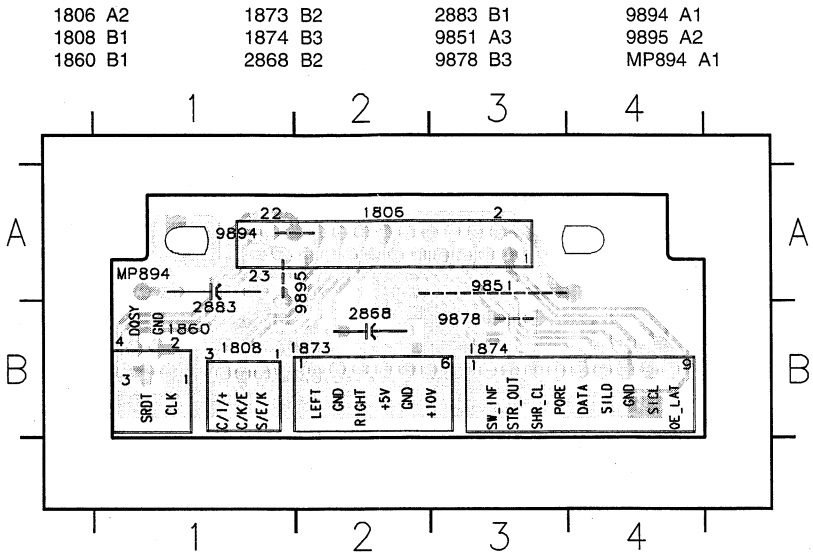 1806 A2 1873 B2 2883 B1 9894 A1
1808 B1 1874 B3 9851 A3 9895 A2
1860 B1 2868 B2 9878 B3 MP894 A1
1 2 3 4
22 1806 2
A 9894 A
1
MP894 23 9895 9851
2883 2868 9878
DOSY GND 1860
4 2 3 1808 1 1873 1874
B 3 1 1 6 1 9 B
SRDT CLK
C/I/+ C/K/E S/E/K
LEFT GND RIGHT +5V GND +10V
SW_INF STR_OUT SHR_CL PORE DATA SILD GND SICL OE_LAT
1 2 3 4